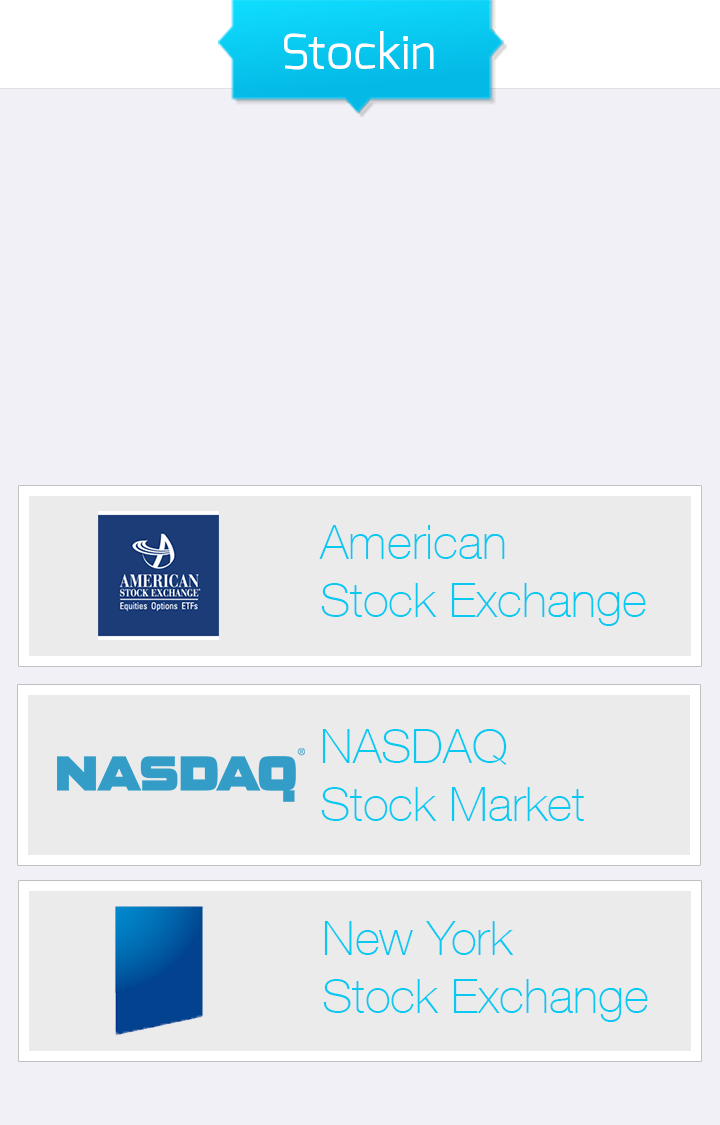 Stockin
AMERICAN
STOCK EXCHANGE®
Equities Options ETFs
American
Stock Exchange
NASDAQ®
NASDAQ
Stock Market
New York
Stock Exchange